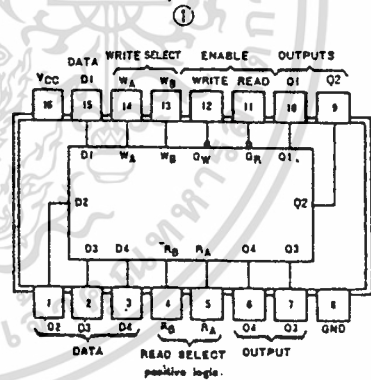 1
DATA WRITE SELECT ENABLE OUTPUTS
VCC D1 WA WB WRITE READ Q1 Q2
16 15 14 13 12 11 10 9
D1 WA WB GW GR Q1
D2 Q2
D3 D4 RB RA Q4 Q3
1 2 3 4 5 6 7 8
D2 D3 D4 RB RA Q4 Q3 GND
DATA READ SELECT OUTPUT
positive logic.